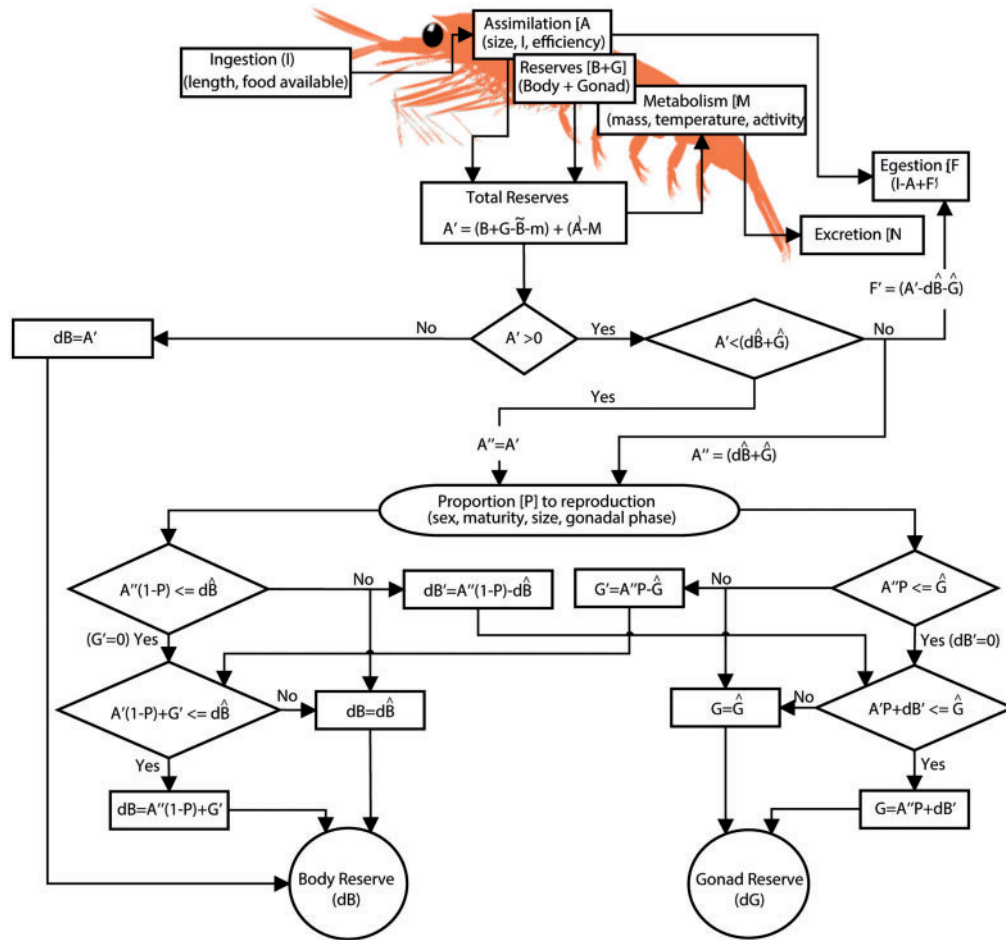 Assimilation [A
(size, I, efficiency)
Ingestion (I)
(length, food available)
Reserves [B+G]
(Body + Gonad)
Metabolism [M
(mass, temperature, activity
Egestion [F
(I-A+F')
Total Reserves
A' = (B+G-B̃-m) + (A-M
Excretion [N
F' = (A'-dB̂-Ĝ)
dB=A'
No
A' >0
Yes
A'<(dB̂+Ĝ)
No
Yes
A''=A'
A'' = (dB̂+Ĝ)
Proportion [P] to reproduction
(sex, maturity, size, gonadal phase)
A''(1-P) <= dB̂
No
dB'=A''(1-P)-dB̂
G'=A''P-Ĝ
No
A''P <= Ĝ
(G'=0) Yes
Yes (dB'=0)
A'(1-P)+G' <= dB̂
No
dB=dB̂
G=Ĝ
No
A'P+dB' <= Ĝ
Yes
Yes
dB=A''(1-P)+G'
G=A''P+dB'
Body Reserve
(dB)
Gonad Reserve
(dG)